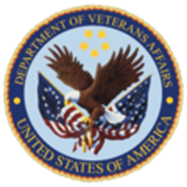 DEPARTMENT OF VETERANS AFFAIRS
UNITED STATES OF AMERICA